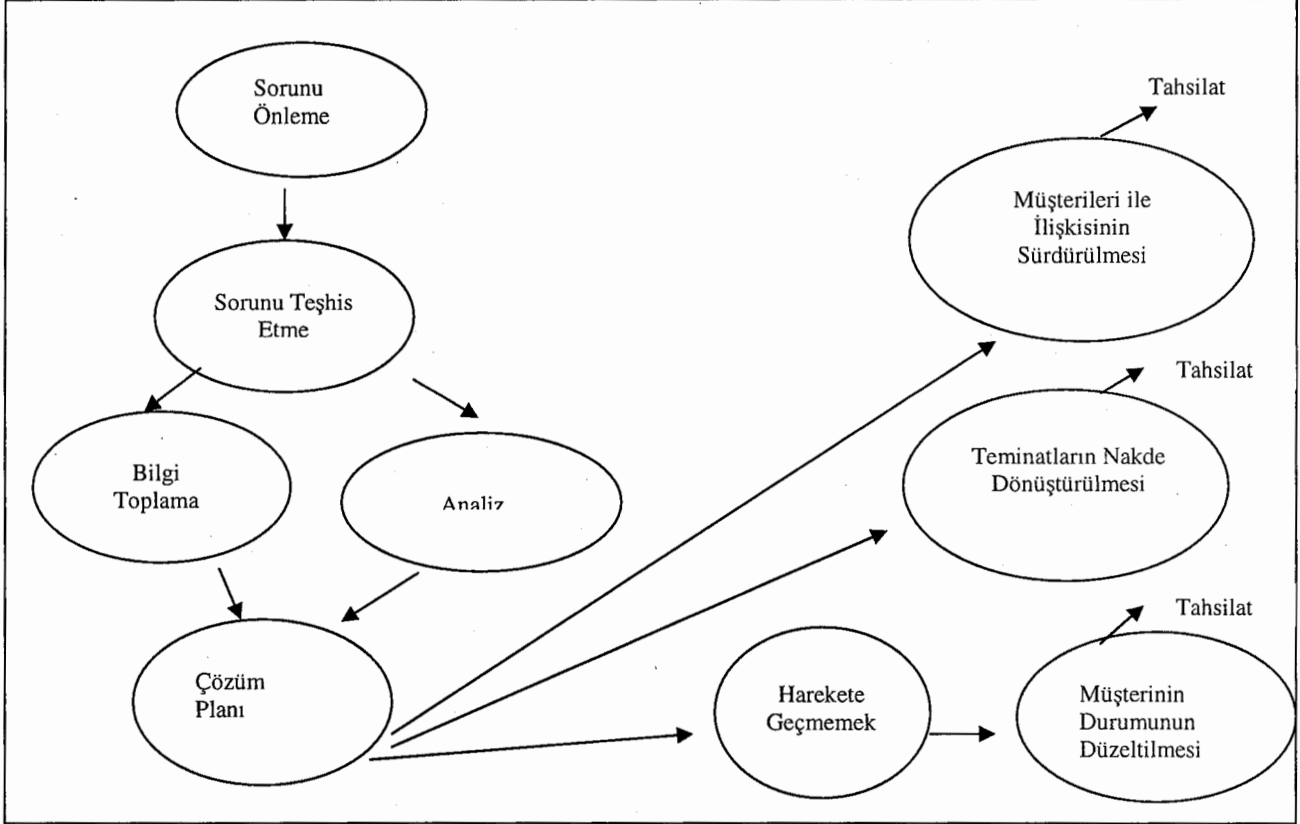 Sorunu
Önleme
Tahsilat
Müşterileri ile
İlişkisinin
Sürdürülmesi
Sorunu Teşhis
Etme
Tahsilat
Bilgi
Toplama
Analiz
Teminatların Nakde
Dönüştürülmesi
Tahsilat
Çözüm
Planı
Harekete
Geçmemek
Müşterinin
Durumunun
Düzeltilmesi